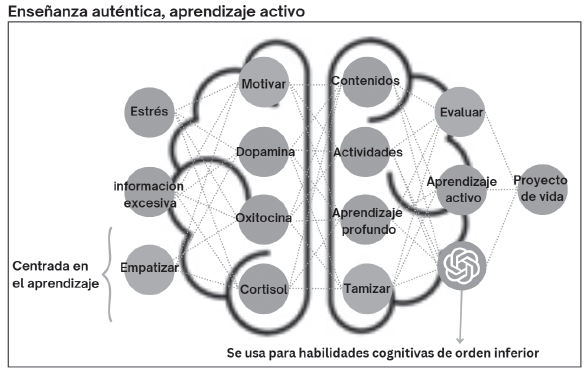 Enseñanza auténtica, aprendizaje activo
Estrés
información
excesiva
Centrada en
el aprendizaje
Empatizar
Motivar
Dopamina
Oxitocina
Cortisol
Contenidos
Actividades
Aprendizaje
profundo
Tamizar
Evaluar
Aprendizaje
activo
Proyecto
de vida
Se usa para habilidades cognitivas de orden inferior